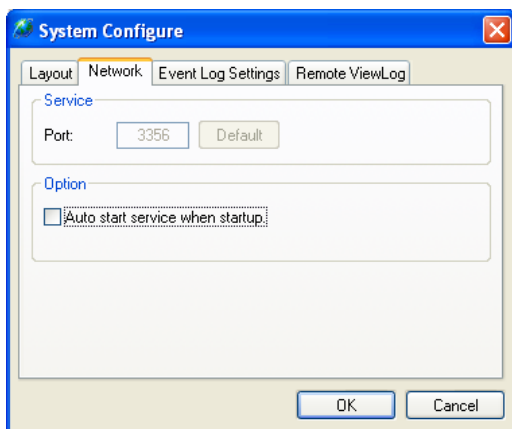 System Configure
Layout Network Event Log Settings Remote ViewLog
Service
Port: 3356 Default
Option
Auto start service when startup.
OK Cancel